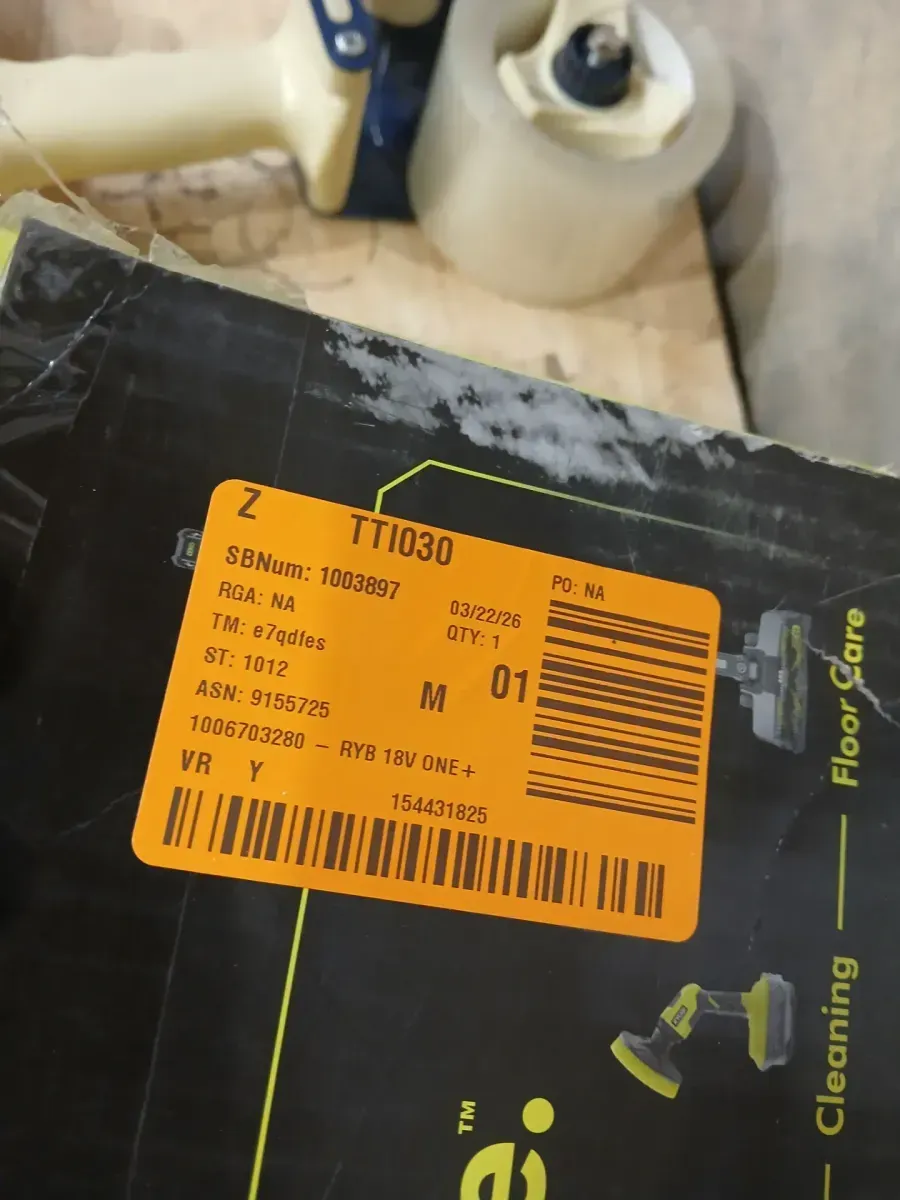 Z
TTI030
SBNum: 1003897
PO: NA
RGA: NA
03/22/26
TM: e7qdfes
QTY: 1
ST: 1012
M 01
ASN: 9155725
1006703280 — RYB 18V ONE+
VR Y
154431825
Floor Care
Cleaning
e.™